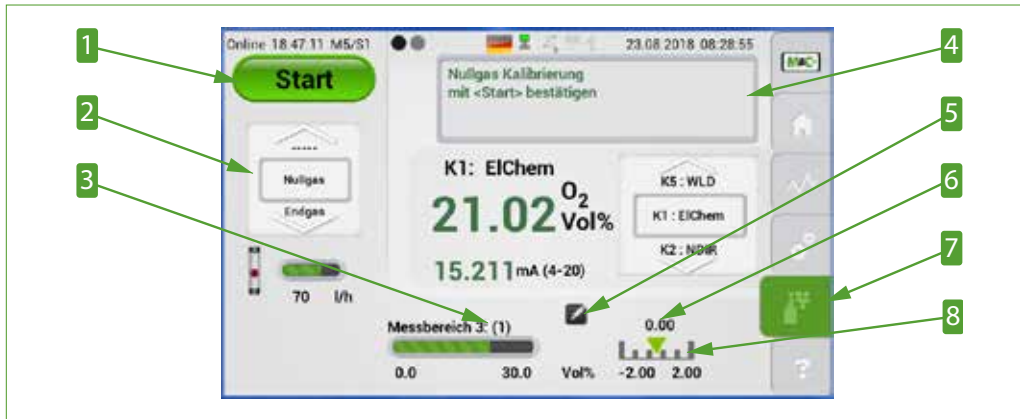 1
2
3
4
5
6
7
8
Online 18.47.11 M5/S1
23.08.2018 08:28:55
Start
Nullgas Kalibrierung
mit <Start> bestätigen
-----
Nullgas
Endgas
70 l/h
K1: ElChem
21.02 O2 Vol%
15.211 mA (4-20)
K5 : WLD
K1 : ElChem
K2 : NDIR
Messbereich 3: (1)
0.0 30.0 Vol%
0.00
-2.00 2.00
?